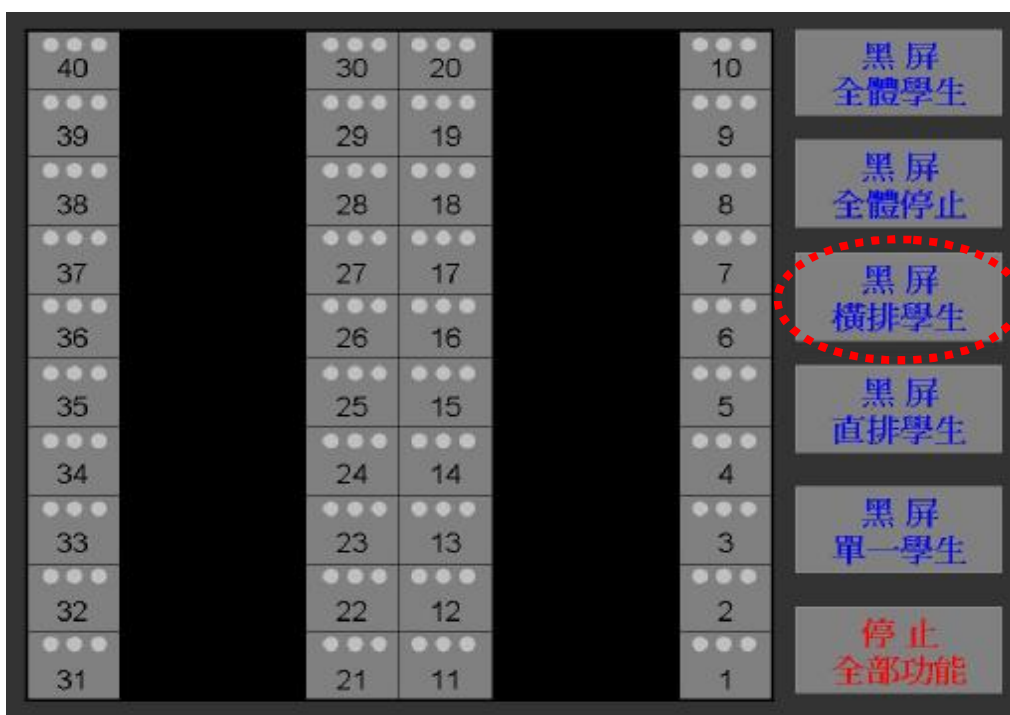 40 30 20 10
39 29 19 9
38 28 18 8
37 27 17 7
36 26 16 6
35 25 15 5
34 24 14 4
33 23 13 3
32 22 12 2
31 21 11 1
黑屏
全體學生
黑屏
全體停止
黑屏
橫排學生
黑屏
直排學生
黑屏
單一學生
停止
全部功能